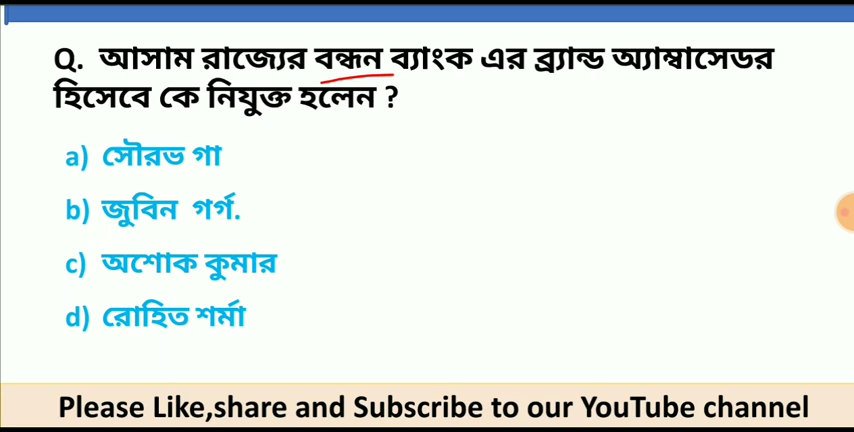 Q. আসাম রাজ্যের বন্ধন ব্যাংক এর ব্র্যান্ড অ্যাম্বাসেডর
হিসেবে কে নিযুক্ত হলেন ?
a) সৌরভ গা
b) জুবিন গর্গ.
c) অশোক কুমার
d) রোহিত শর্মা
Please Like,share and Subscribe to our YouTube channel